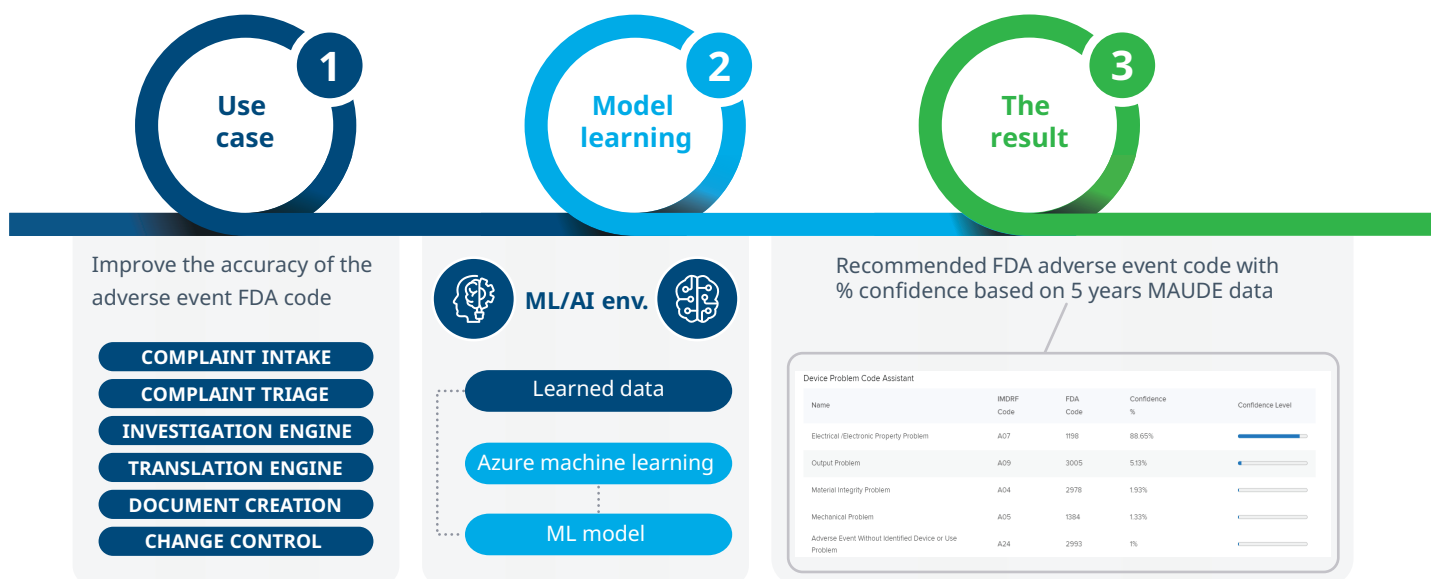 1
Use
case
2
Model
learning
3
The
result
Improve the accuracy of the
adverse event FDA code
COMPLAINT INTAKE
COMPLAINT TRIAGE
INVESTIGATION ENGINE
TRANSLATION ENGINE
DOCUMENT CREATION
CHANGE CONTROL
ML/AI env.
Learned data
Azure machine learning
ML model
Recommended FDA adverse event code with
% confidence based on 5 years MAUDE data
Device Problem Code Assistant
Name IMDRF Code FDA Code Confidence % Confidence Level
Electrical /Electronic Property Problem A07 1198 88.65%
Output Problem A09 3005 5.13%
Material Integrity Problem A04 2978 1.93%
Mechanical Problem A05 1384 1.33%
Adverse Event Without Identified Device or Use Problem A24 2993 1%